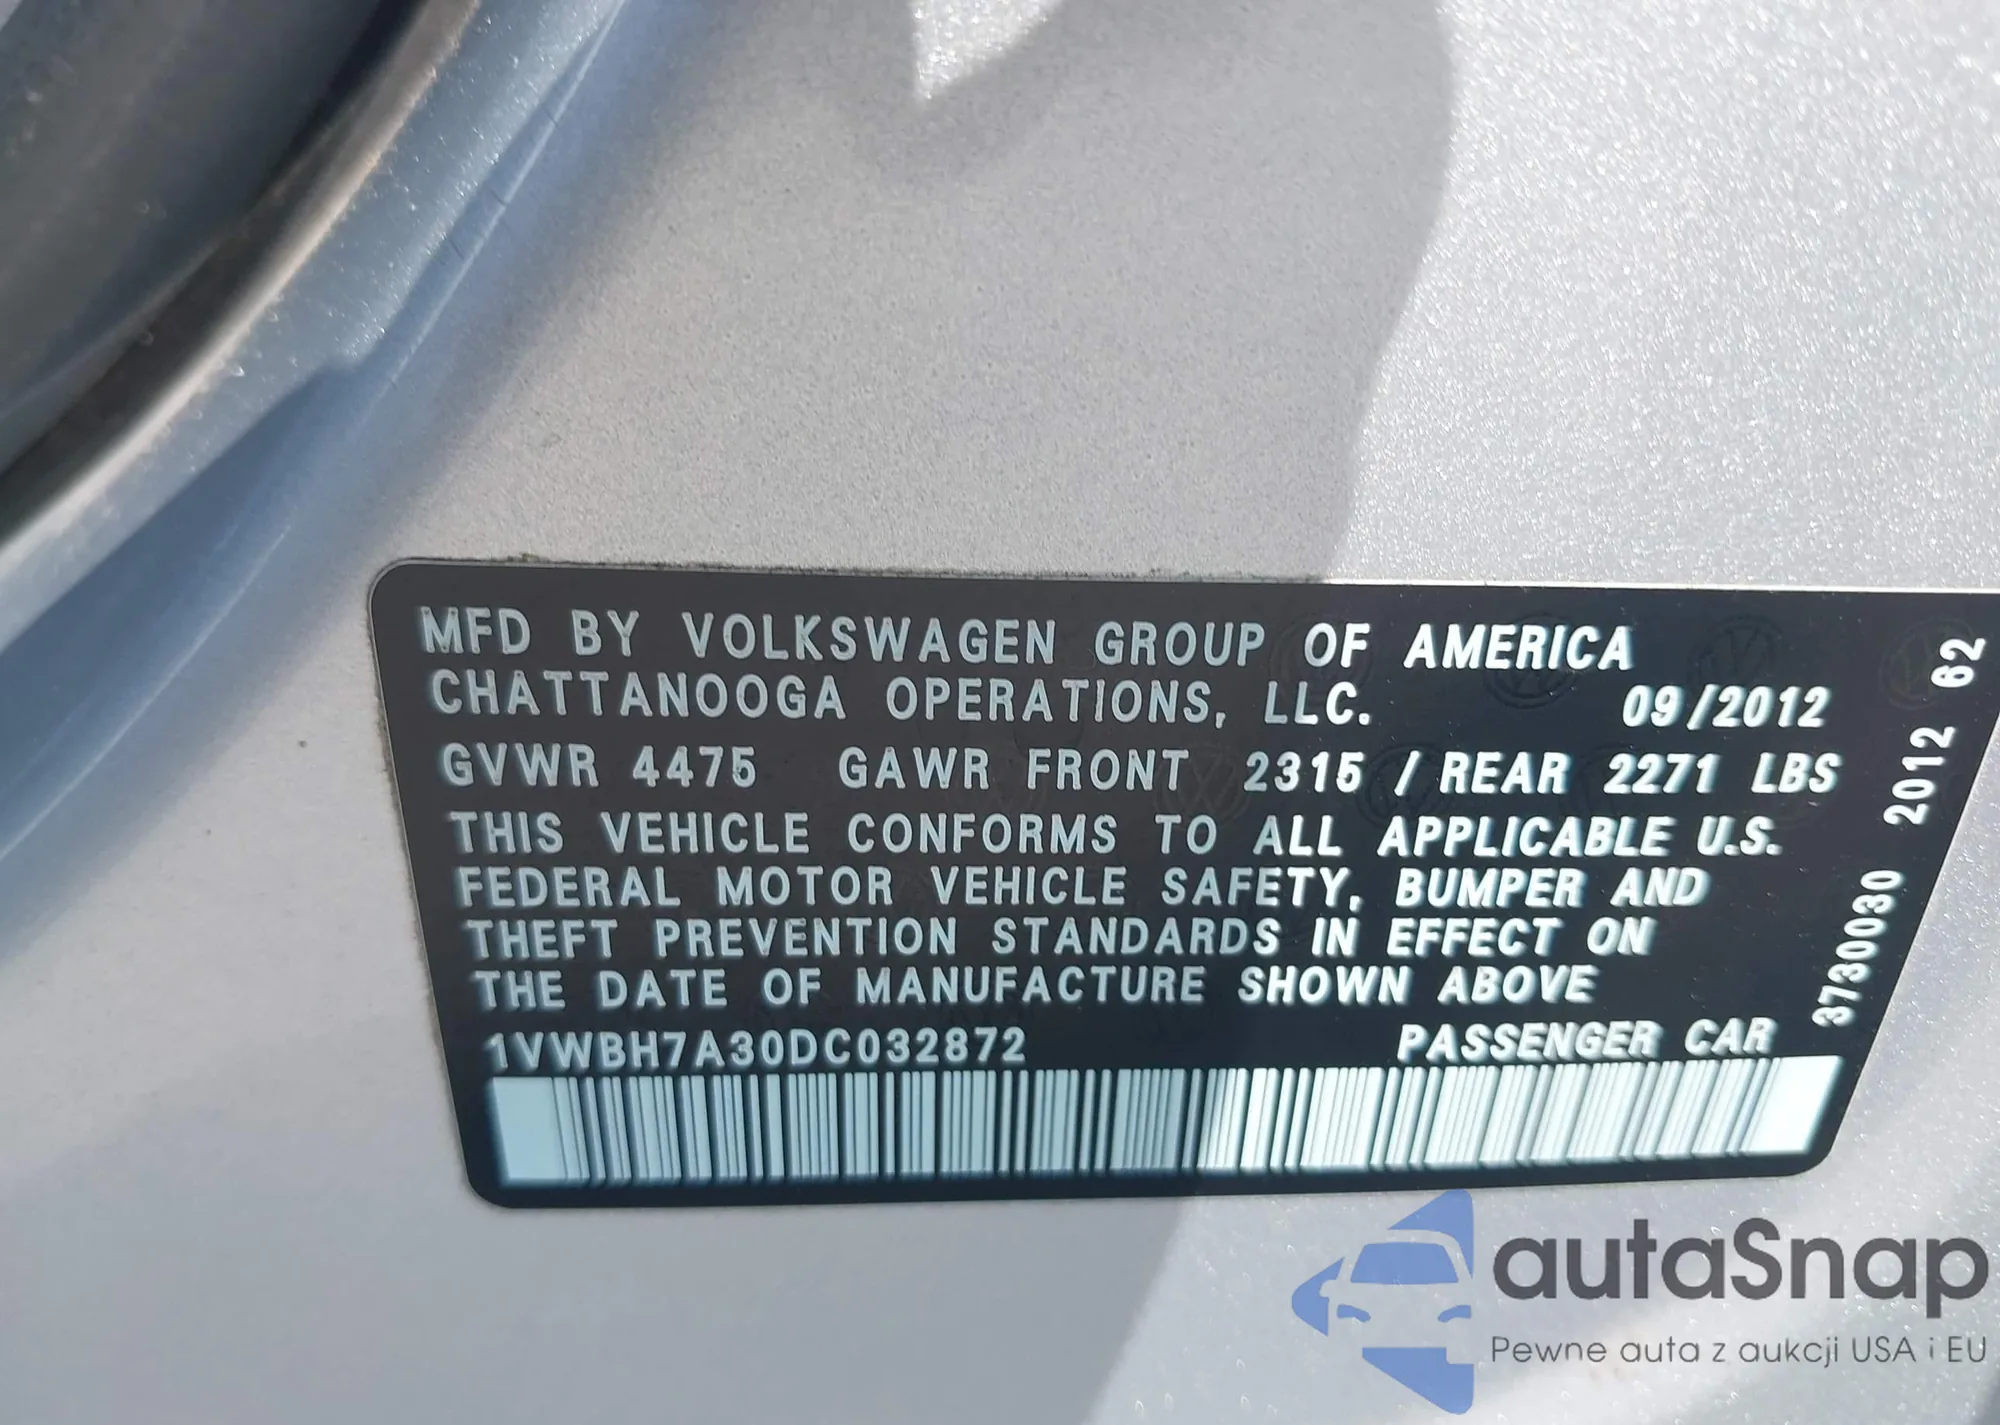 MFD BY VOLKSWAGEN GROUP OF AMERICA
CHATTANOOGA OPERATIONS, LLC. 09/2012
GVWR 4475 GAWR FRONT 2315 / REAR 2271 LBS
THIS VEHICLE CONFORMS TO ALL APPLICABLE U.S.
FEDERAL MOTOR VEHICLE SAFETY, BUMPER AND
THEFT PREVENTION STANDARDS IN EFFECT ON
THE DATE OF MANUFACTURE SHOWN ABOVE
1VWBH7A30DC032872 PASSENGER CAR
3730030 2012 62
autaSnap
Pewne auta z aukcji USA i EU